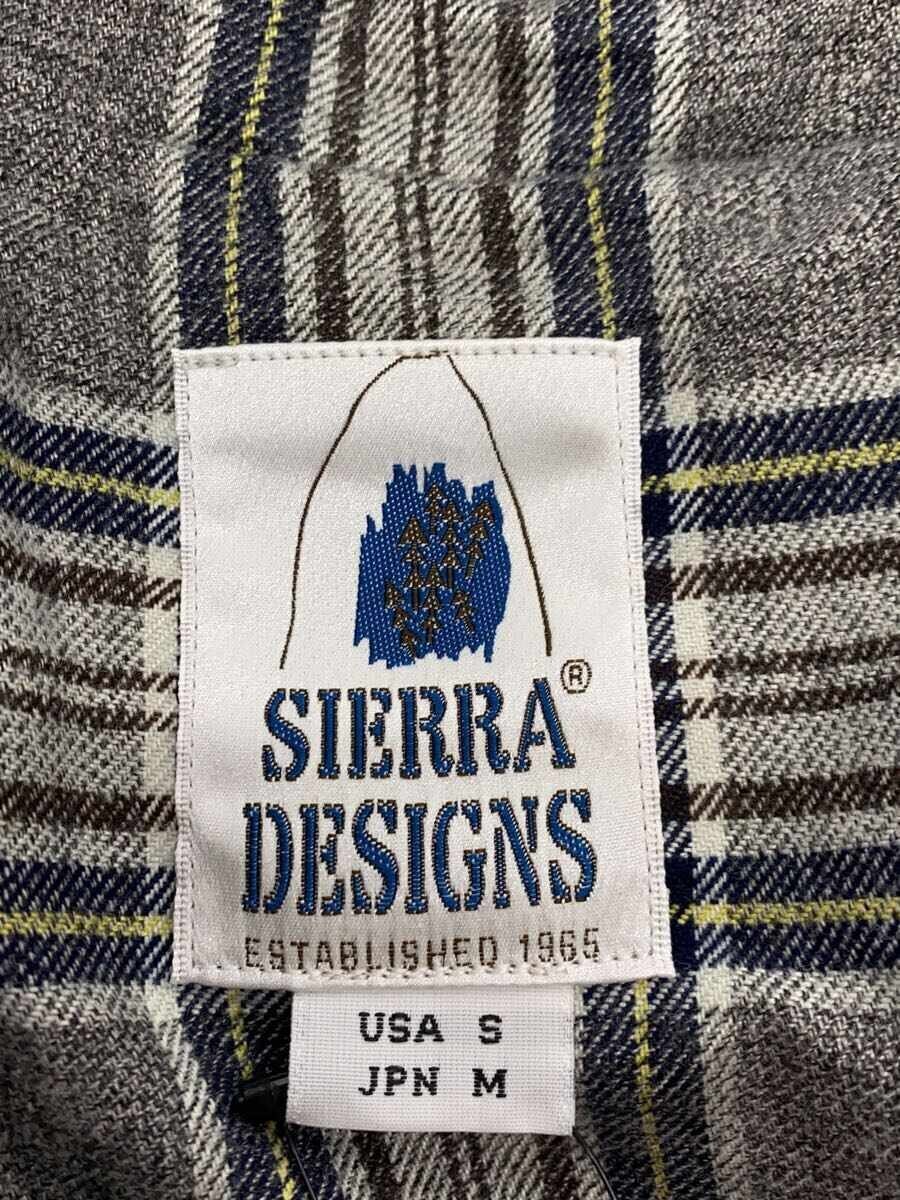 SIERRA®
DESIGNS
ESTABLISHED 1965
USA S
JPN M